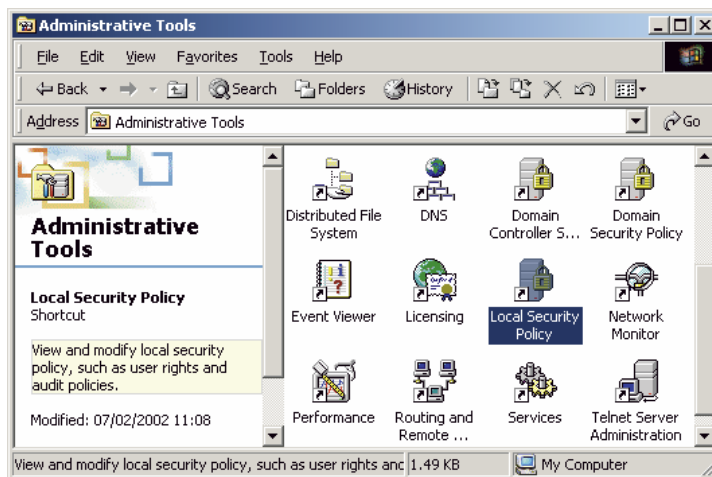 Administrative Tools
File Edit View Favorites Tools Help
Back Search Folders History
Address Administrative Tools Go
Administrative
Tools
Local Security Policy
Shortcut
View and modify local security
policy, such as user rights and
audit policies.
Modified: 07/02/2002 11:08
Distributed File
System
DNS
Domain
Controller S...
Domain
Security Policy
Event Viewer
Licensing
Local Security
Policy
Network
Monitor
Performance
Routing and
Remote ...
Services
Telnet Server
Administration
View and modify local security policy, such as user rights anc 1.49 KB My Computer